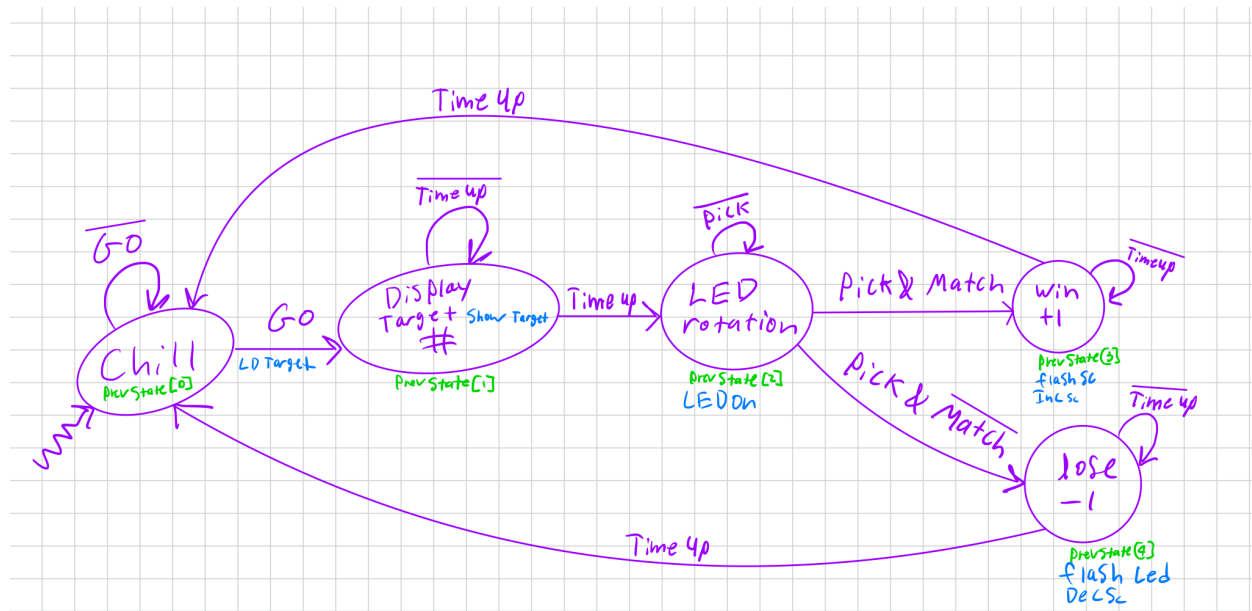 Time Up
Time up
GO
Pick
Timeup
Display
Target Show Target
#
Time up
LED
rotation
Pick & Match
win
+1
GO
Chill
LD Target
PrevState[0]
PrevState[1]
PrevState[2]
LEDOn
PrevState[3]
flash Sc
Inc Sc
Pick & Match
Time up
lose
-1
Time Up
PrevState[4]
flash Led
Dec Sc